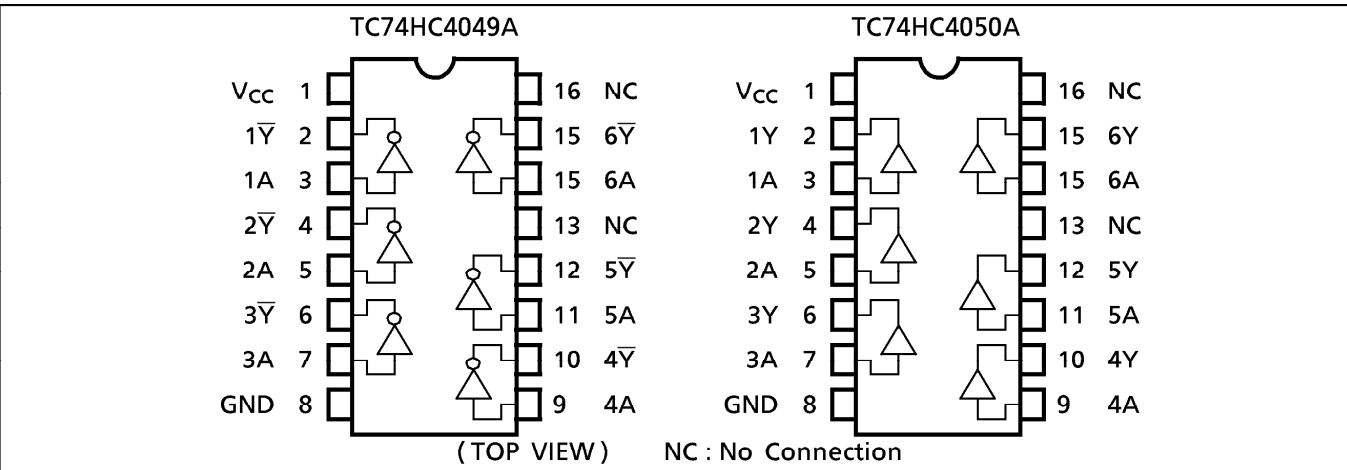 TC74HC4049A TC74HC4050A
VCC 1 16 NC VCC 1 16 NC
1Y̅ 2 15 6Y̅ 1Y 2 15 6Y
1A 3 15 6A 1A 3 15 6A
2Y̅ 4 13 NC 2Y 4 13 NC
2A 5 12 5Y̅ 2A 5 12 5Y
3Y̅ 6 11 5A 3Y 6 11 5A
3A 7 10 4Y̅ 3A 7 10 4Y
GND 8 9 4A GND 8 9 4A
(TOP VIEW) NC : No Connection